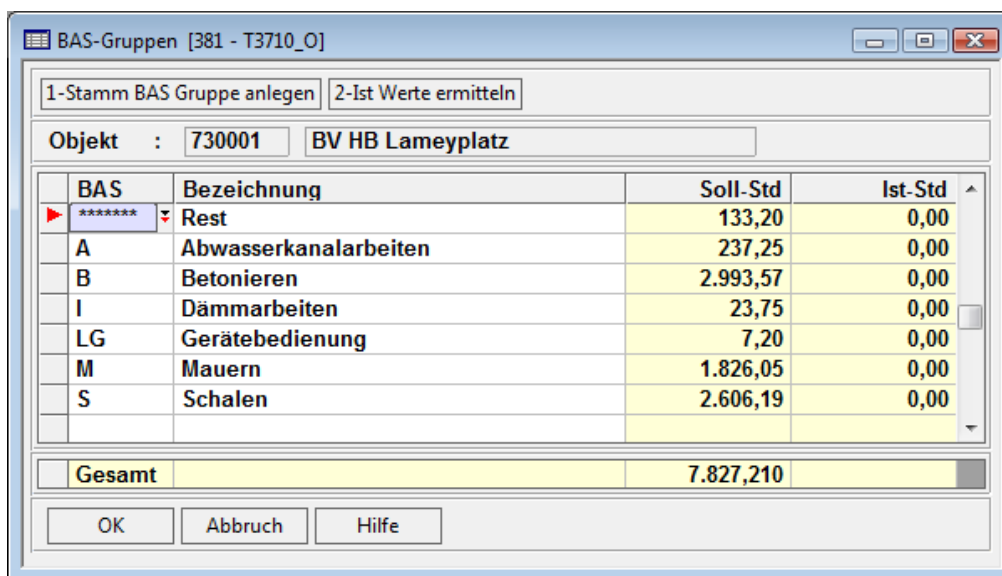 BAS-Gruppen [381 - T3710_O]
1-Stamm BAS Gruppe anlegen 2-Ist Werte ermitteln
Objekt : 730001 BV HB Lameyplatz
BAS Bezeichnung Soll-Std Ist-Std
******* Rest 133,20 0,00
A Abwasserkanalarbeiten 237,25 0,00
B Betonieren 2.993,57 0,00
I Dämmarbeiten 23,75 0,00
LG Gerätebedienung 7,20 0,00
M Mauern 1.826,05 0,00
S Schalen 2.606,19 0,00
Gesamt 7.827,210
OK Abbruch Hilfe